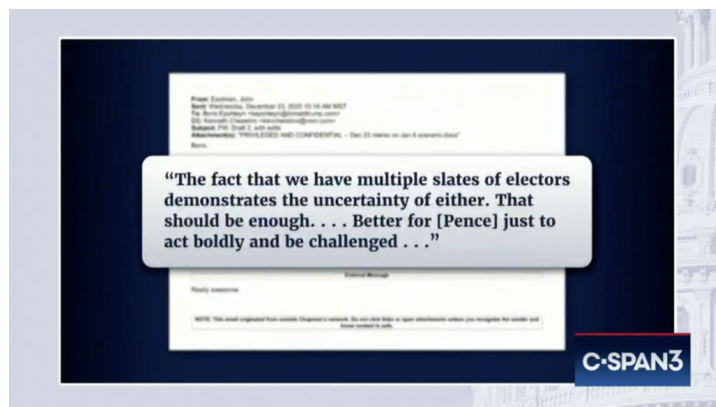 From: Eastman, John
Sent: Wednesday, December 23, 2020 10:16 AM MST
To: Boris Epshteyn
CC: Kenneth Chesebro
Subject: FW: Draft 2, with edits
Attachment(s): "PRIVILEGED AND CONFIDENTIAL -- Dec 23 memo on Jan 6 scenario.docx"
Boris,
“The fact that we have multiple slates of electors
demonstrates the uncertainty of either. That
should be enough. . . . Better for [Pence] just to
act boldly and be challenged . . .”
External Message
Really awesome.
NOTE: This email originated from outside Chapman's network. Do not click links or open attachments unless you recognize the sender and
know content is safe.
C-SPAN3